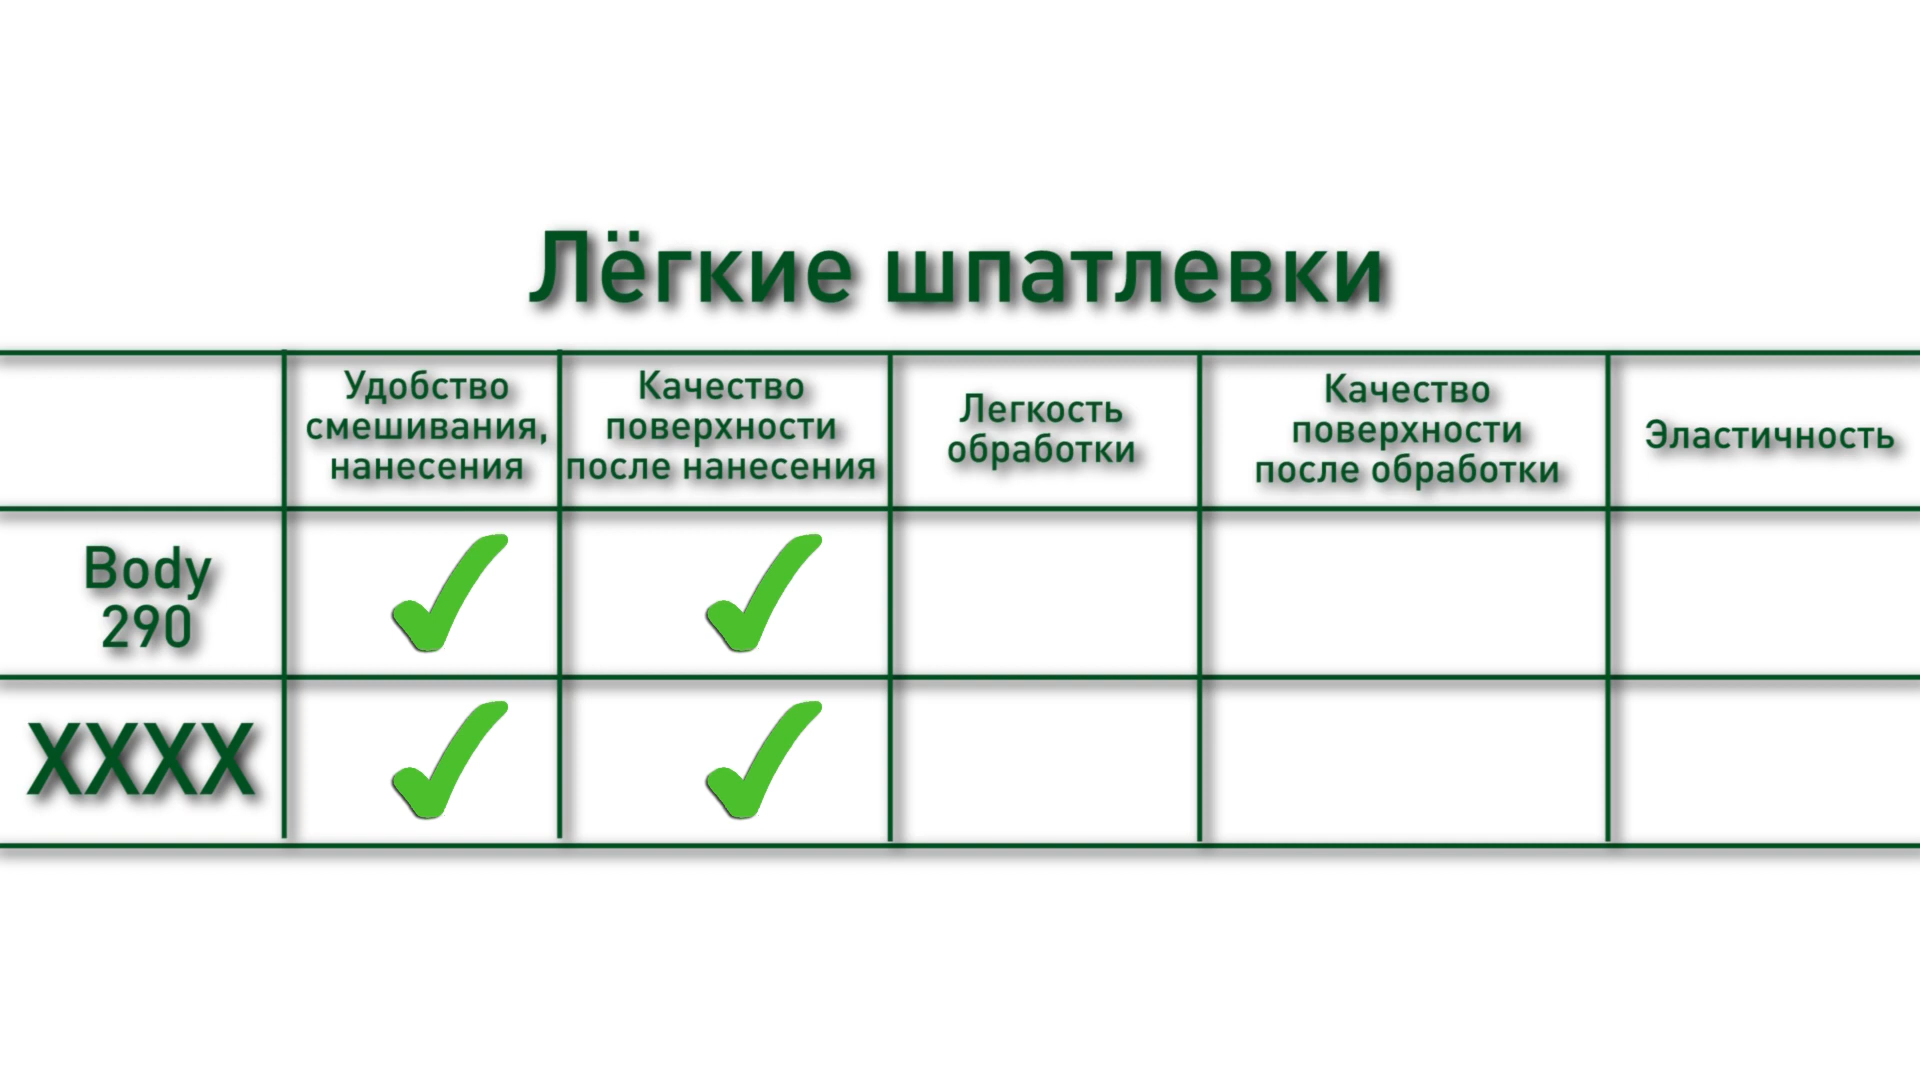 Лёгкие шпатлевки
Удобство
смешивания,
нанесения
Качество
поверхности
после нанесения
Легкость
обработки
Качество
поверхности
после обработки
Эластичность
Body
290
XXXX